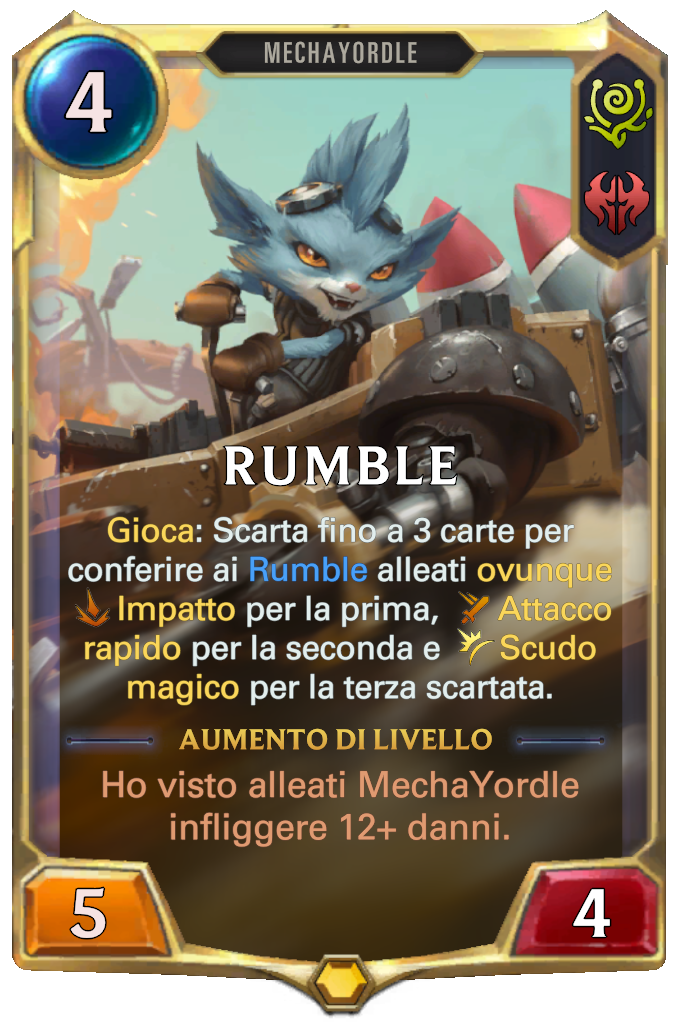 MECHAYORDLE
4
RUMBLE
Gioca: Scarta fino a 3 carte per
conferire ai Rumble alleati ovunque
Impatto per la prima, Attacco
rapido per la seconda e Scudo
magico per la terza scartata.
AUMENTO DI LIVELLO
Ho visto alleati MechaYordle
infliggere 12+ danni.
5
4